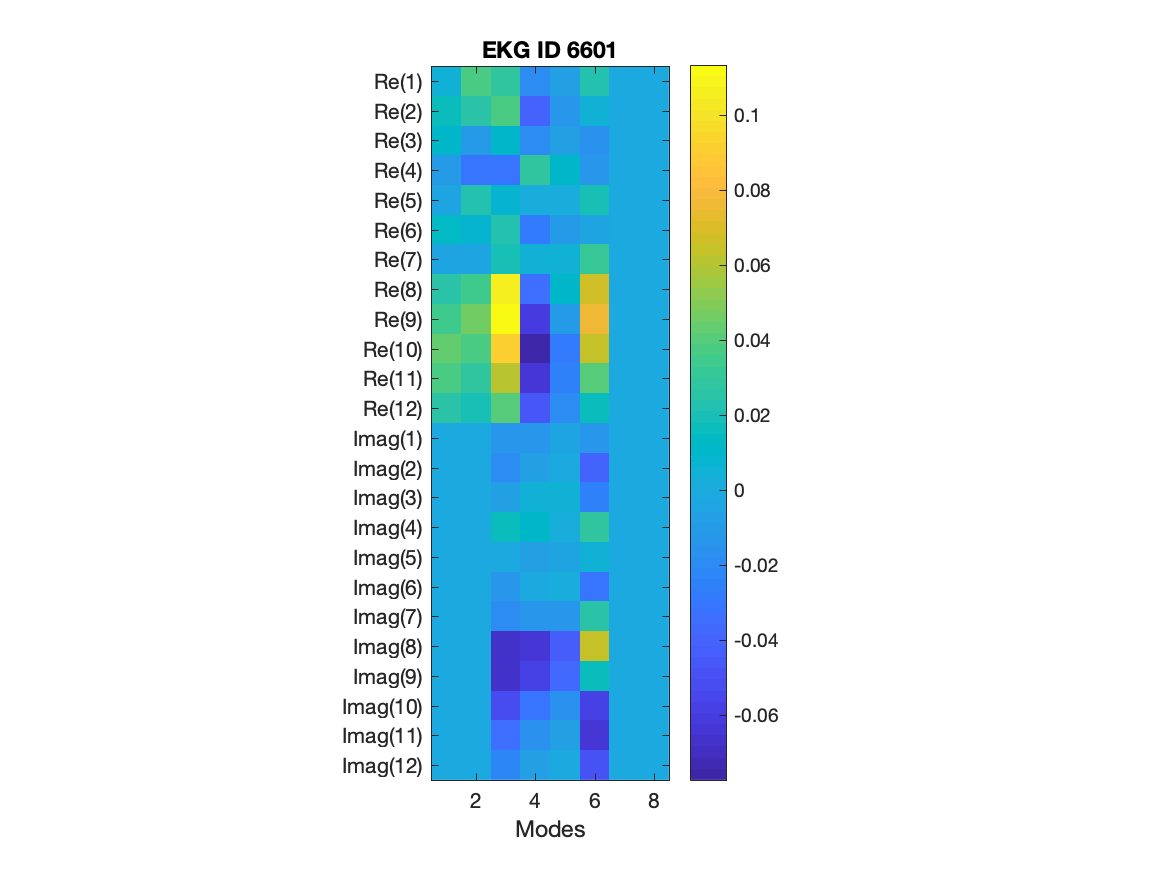 EKG ID 6601
Re(1)
Re(2)
Re(3)
Re(4)
Re(5)
Re(6)
Re(7)
Re(8)
Re(9)
Re(10)
Re(11)
Re(12)
Imag(1)
Imag(2)
Imag(3)
Imag(4)
Imag(5)
Imag(6)
Imag(7)
Imag(8)
Imag(9)
Imag(10)
Imag(11)
Imag(12)
2 4 6 8
Modes
0.1
0.08
0.06
0.04
0.02
0
-0.02
-0.04
-0.06